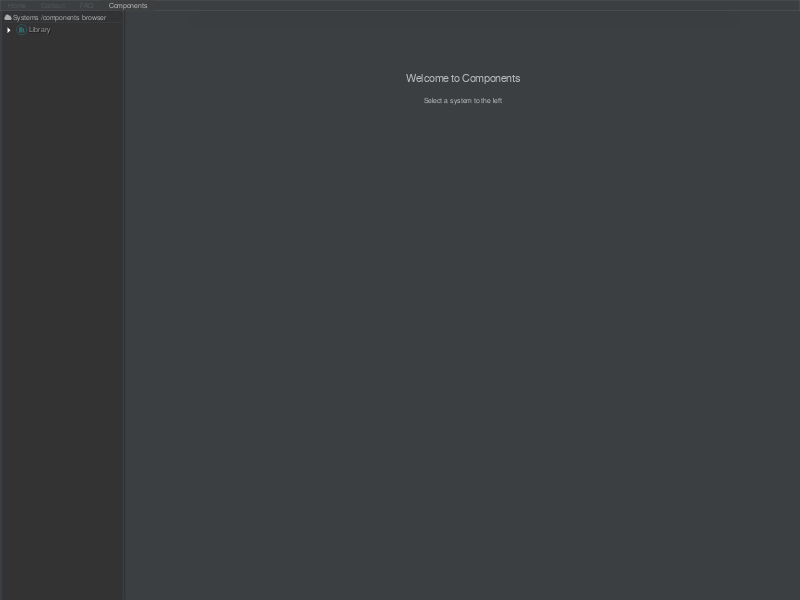 Home Contact FAQ Components
Systems /components browser
Library
Welcome to Components
Select a system to the left